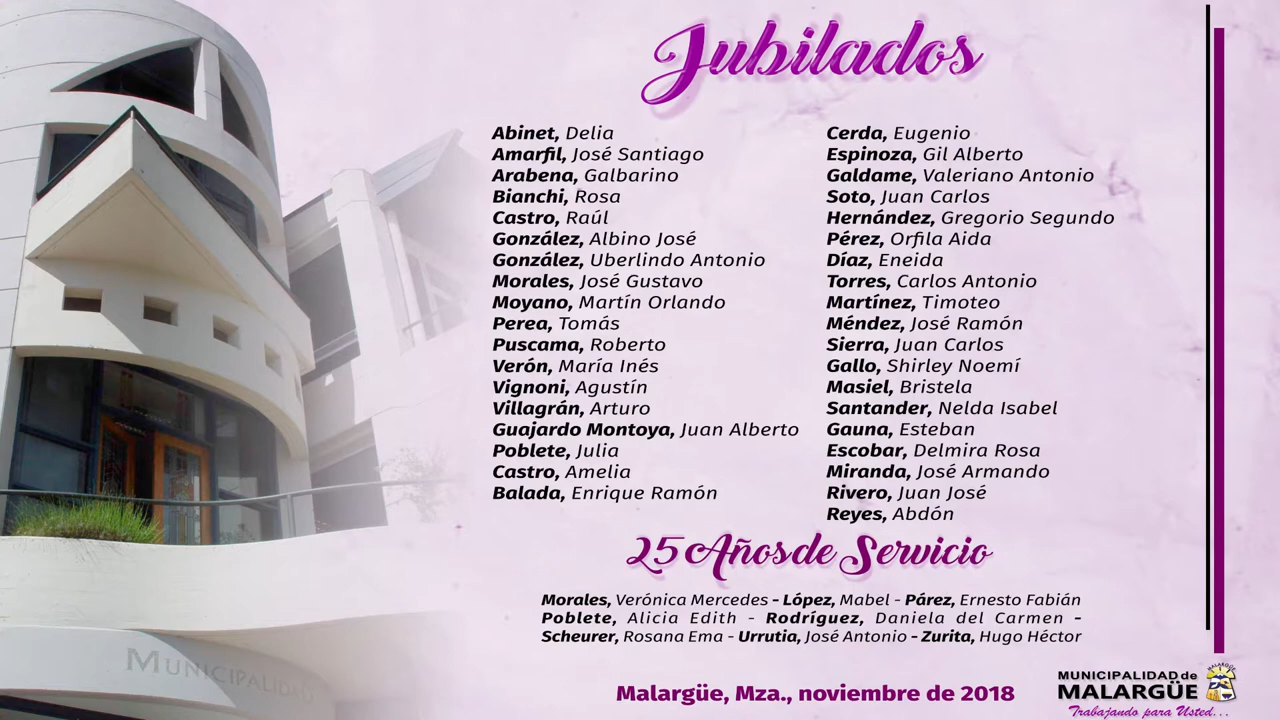 Jubilados
Abinet, Delia
Amarfil, José Santiago
Arabena, Galbarino
Bianchi, Rosa
Castro, Raúl
González, Albino José
González, Uberlindo Antonio
Morales, José Gustavo
Moyano, Martín Orlando
Perea, Tomás
Puscama, Roberto
Verón, María Inés
Vignoni, Agustín
Villagrán, Arturo
Guajardo Montoya, Juan Alberto
Poblete, Julia
Castro, Amelia
Balada, Enrique Ramón
Cerda, Eugenio
Espinoza, Gil Alberto
Galdame, Valeriano Antonio
Soto, Juan Carlos
Hernández, Gregorio Segundo
Pérez, Orfila Aida
Díaz, Eneida
Torres, Carlos Antonio
Martínez, Timoteo
Méndez, José Ramón
Sierra, Juan Carlos
Gallo, Shirley Noemí
Masiel, Bristela
Santander, Nelda Isabel
Gauna, Esteban
Escobar, Delmira Rosa
Miranda, José Armando
Rivero, Juan José
Reyes, Abdón
25 Años de Servicio
Morales, Verónica Mercedes - López, Mabel - Párez, Ernesto Fabián
Poblete, Alicia Edith - Rodríguez, Daniela del Carmen -
Scheurer, Rosana Ema - Urrutia, José Antonio - Zurita, Hugo Héctor
MUNICIPALIDAD
Malargüe, Mza., noviembre de 2018
MUNICIPALIDAD de
MALARGÜE
Trabajando para Usted...
MALARGÜE